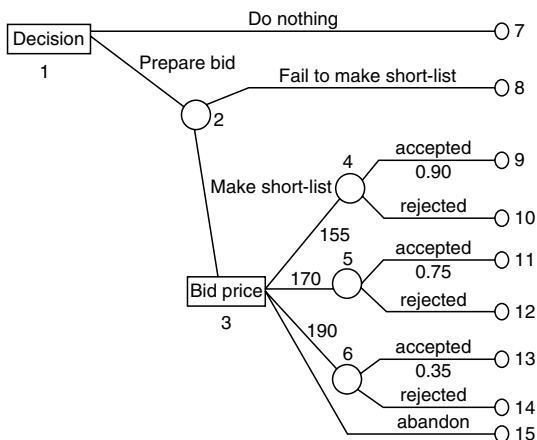 Do nothing
7
Decision
1
Prepare bid
Fail to make short-list
8
2
4
accepted
9
0.90
Make short-list
rejected
10
155
5
accepted
11
170
0.75
Bid price
rejected
12
3
190
6
accepted
13
0.35
rejected
14
abandon
15